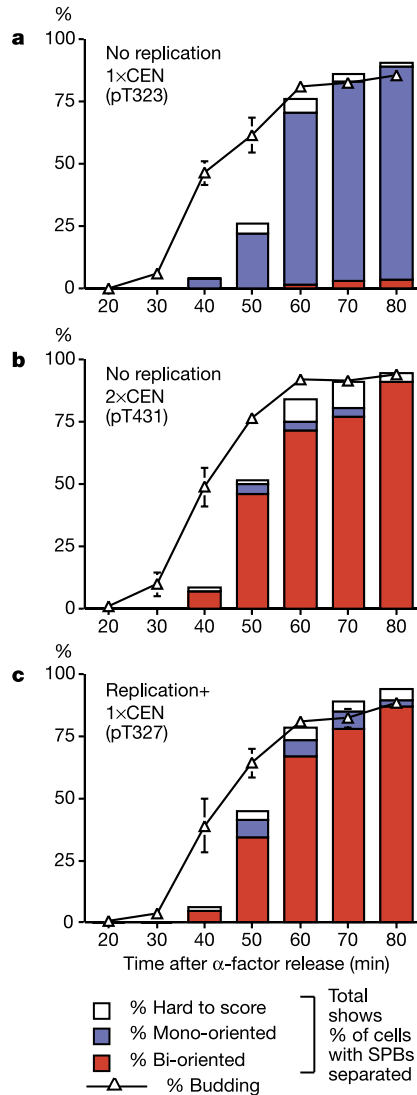 %
a
100
No replication
1×CEN
(pT323)
75
50
25
0
20 30 40 50 60 70 80
%
b
100
No replication
2×CEN
(pT431)
75
50
25
0
20 30 40 50 60 70 80
%
c
100
Replication+
1×CEN
(pT327)
75
50
25
0
20 30 40 50 60 70 80
Time after α-factor release (min)
% Hard to score
% Mono-oriented
% Bi-oriented
% Budding
Total
shows
% of cells
with SPBs
separated